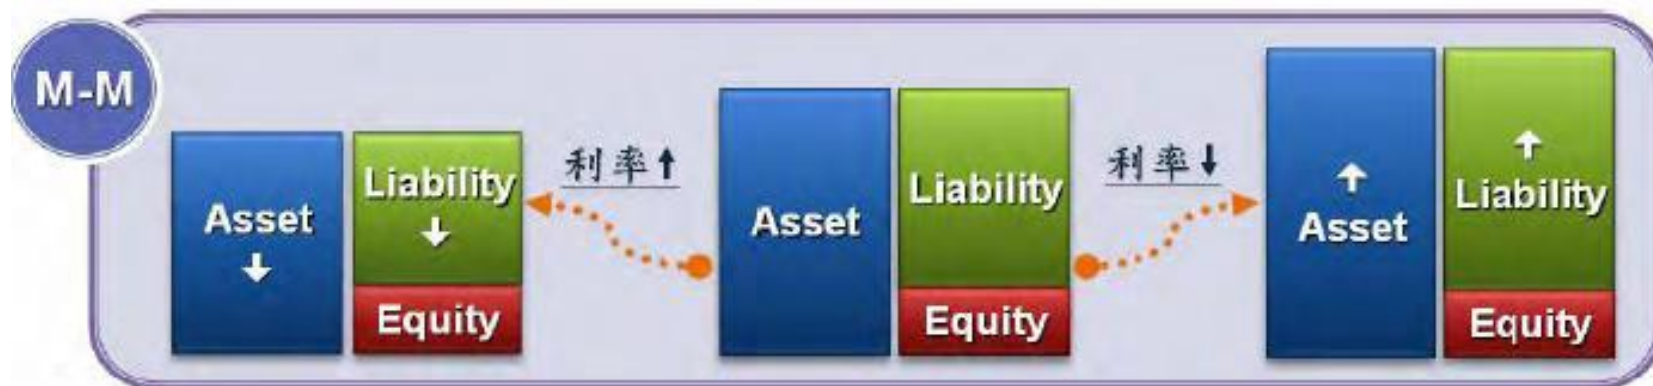 M-M
Asset
↓
Liability
↓
Equity
利率↑
Asset
Liability
Equity
利率↓
↑
Asset
↑
Liability
Equity